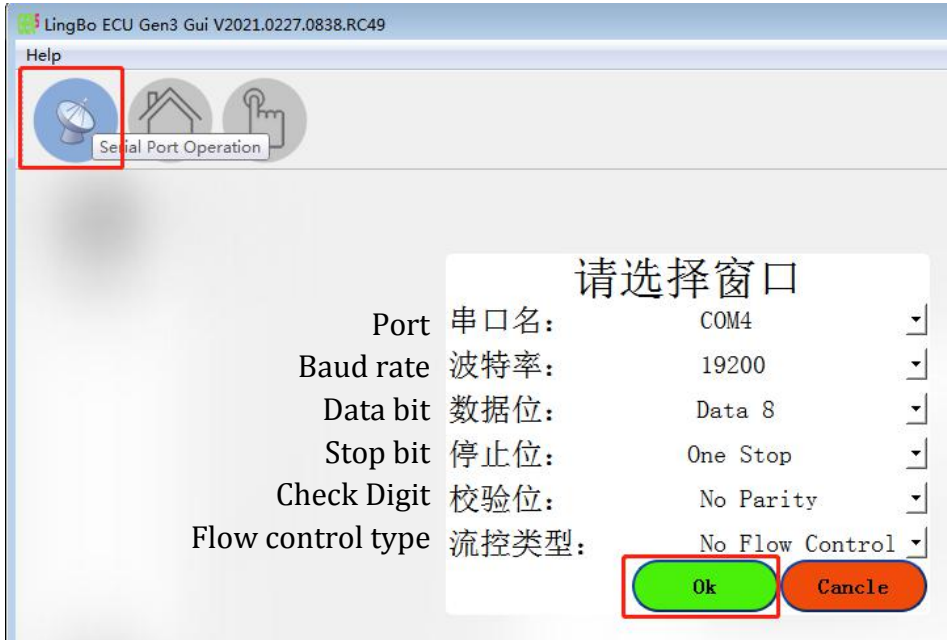 LingBo ECU Gen3 Gui V2021.0227.0838.RC49
Help
Serial Port Operation
请选择窗口
Port 串口名： COM4
Baud rate 波特率： 19200
Data bit 数据位： Data 8
Stop bit 停止位： One Stop
Check Digit 校验位： No Parity
Flow control type 流控类型： No Flow Control
Ok Cancle